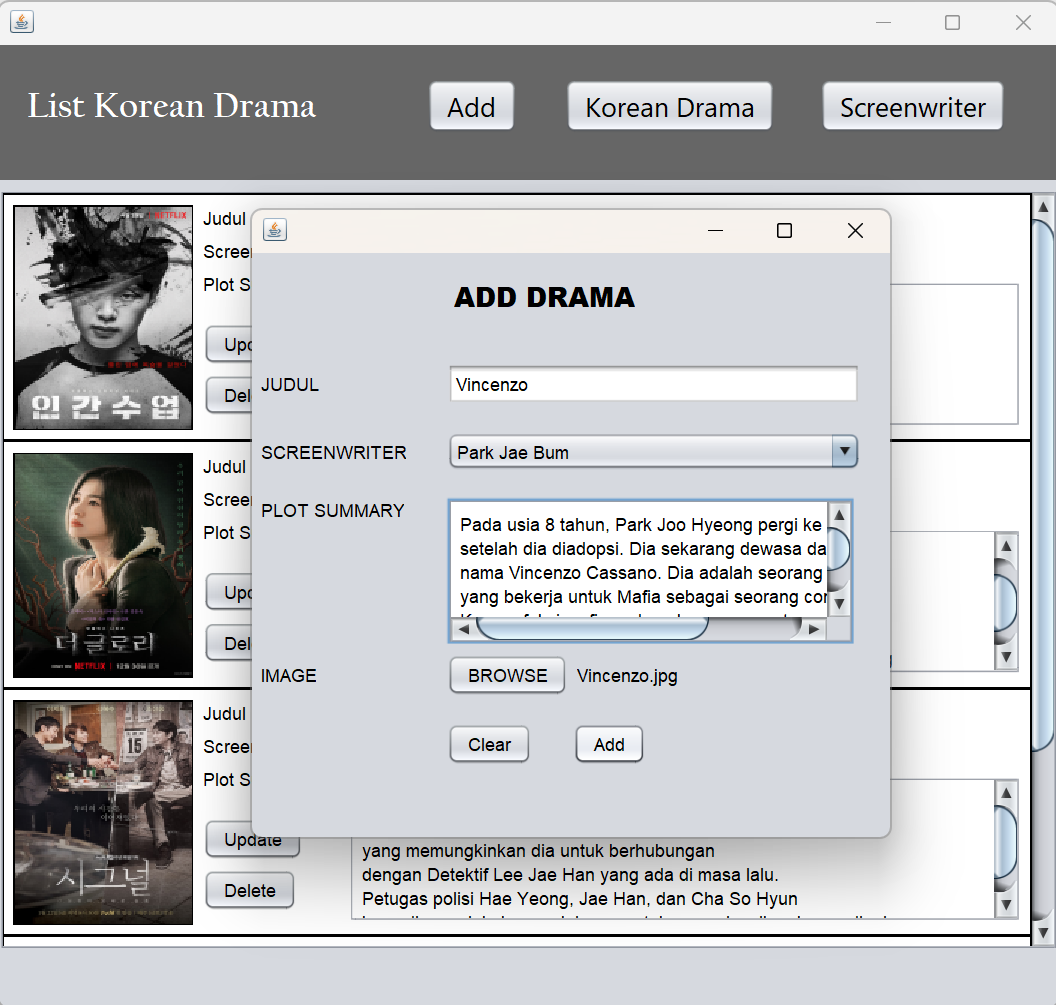 List Korean Drama
Add
Korean Drama
Screenwriter
NETFLIX
인간수업
Judul
Scree
Plot S
Upd
Del
더 글로리
NETFLIX
Judul
Scree
Plot S
Upd
Del
15
시그널
Judul
Scree
Plot S
Update
Delete
yang memungkinkan dia untuk berhubungan
dengan Detektif Lee Jae Han yang ada di masa lalu.
Petugas polisi Hae Yeong, Jae Han, dan Cha So Hyun
ADD DRAMA
JUDUL
Vincenzo
SCREENWRITER
Park Jae Bum
PLOT SUMMARY
Pada usia 8 tahun, Park Joo Hyeong pergi ke
setelah dia diadopsi. Dia sekarang dewasa da
nama Vincenzo Cassano. Dia adalah seorang
yang bekerja untuk Mafia sebagai seorang con
IMAGE
BROWSE
Vincenzo.jpg
Clear
Add